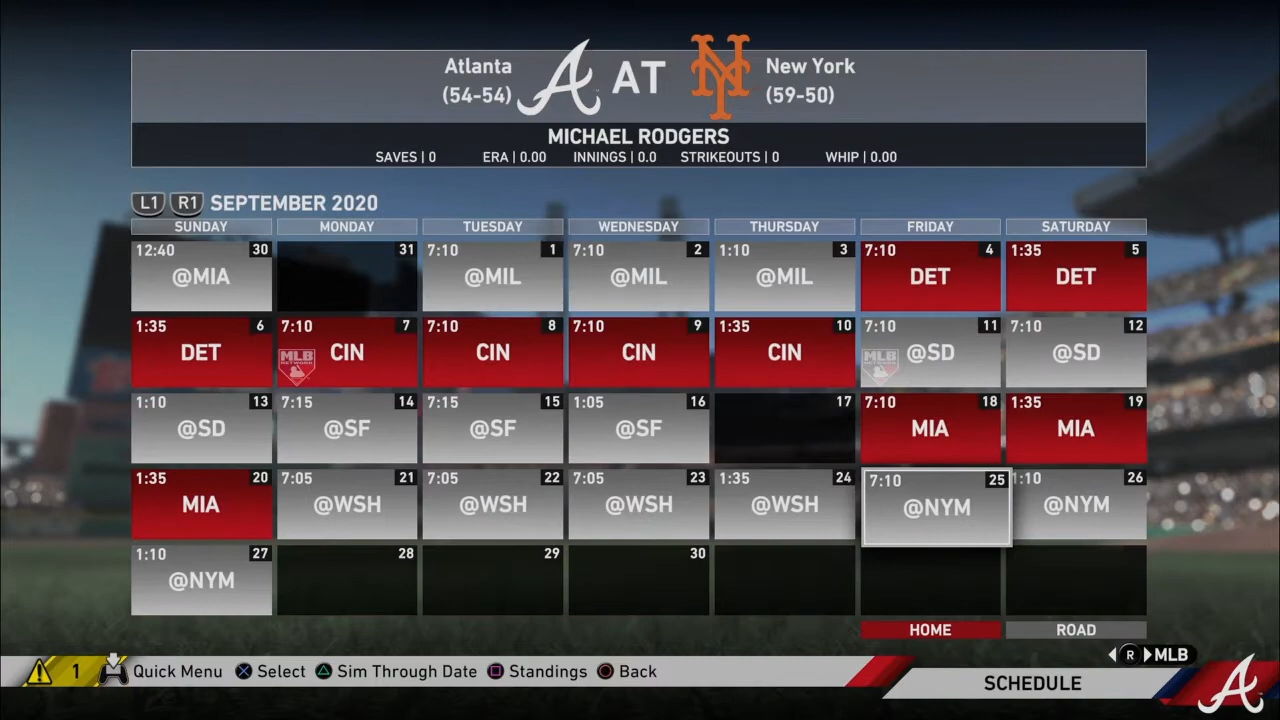 Atlanta
(54-54)
A
AT
NY
New York
(59-50)
MICHAEL RODGERS
SAVES | 0 ERA | 0.00 INNINGS | 0.0 STRIKEOUTS | 0 WHIP | 0.00
L1 R1 SEPTEMBER 2020
SUNDAY MONDAY TUESDAY WEDNESDAY THURSDAY FRIDAY SATURDAY
12:40 30 31 7:10 1 7:10 2 1:10 3 7:10 4 1:35 5
@MIA @MIL @MIL @MIL DET DET
1:35 6 7:10 7 7:10 8 7:10 9 1:35 10 7:10 11 7:10 12
DET MLB NETWORK CIN CIN CIN CIN MLB NETWORK @SD @SD
1:10 13 7:15 14 7:15 15 1:05 16 17 7:10 18 1:35 19
@SD @SF @SF @SF MIA MIA
1:35 20 7:05 21 7:05 22 7:05 23 1:35 24 7:10 25 1:10 26
MIA @WSH @WSH @WSH @WSH @NYM @NYM
1:10 27 28 29 30
@NYM
HOME ROAD
R MLB
1 Quick Menu Select Sim Through Date Standings Back
SCHEDULE
A